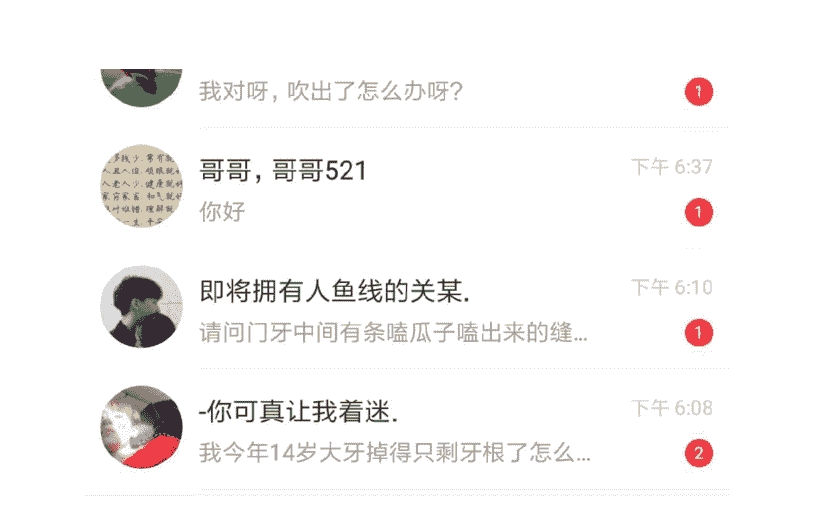 我对呀，吹出了怎么办呀？
1
哥哥，哥哥521
下午 6:37
你好
1
即将拥有人鱼线的关某.
下午 6:10
请问门牙中间有条嗑瓜子嗑出来的缝...
1
-你可真让我着迷.
下午 6:08
我今年14岁大牙掉得只剩牙根了怎么...
2